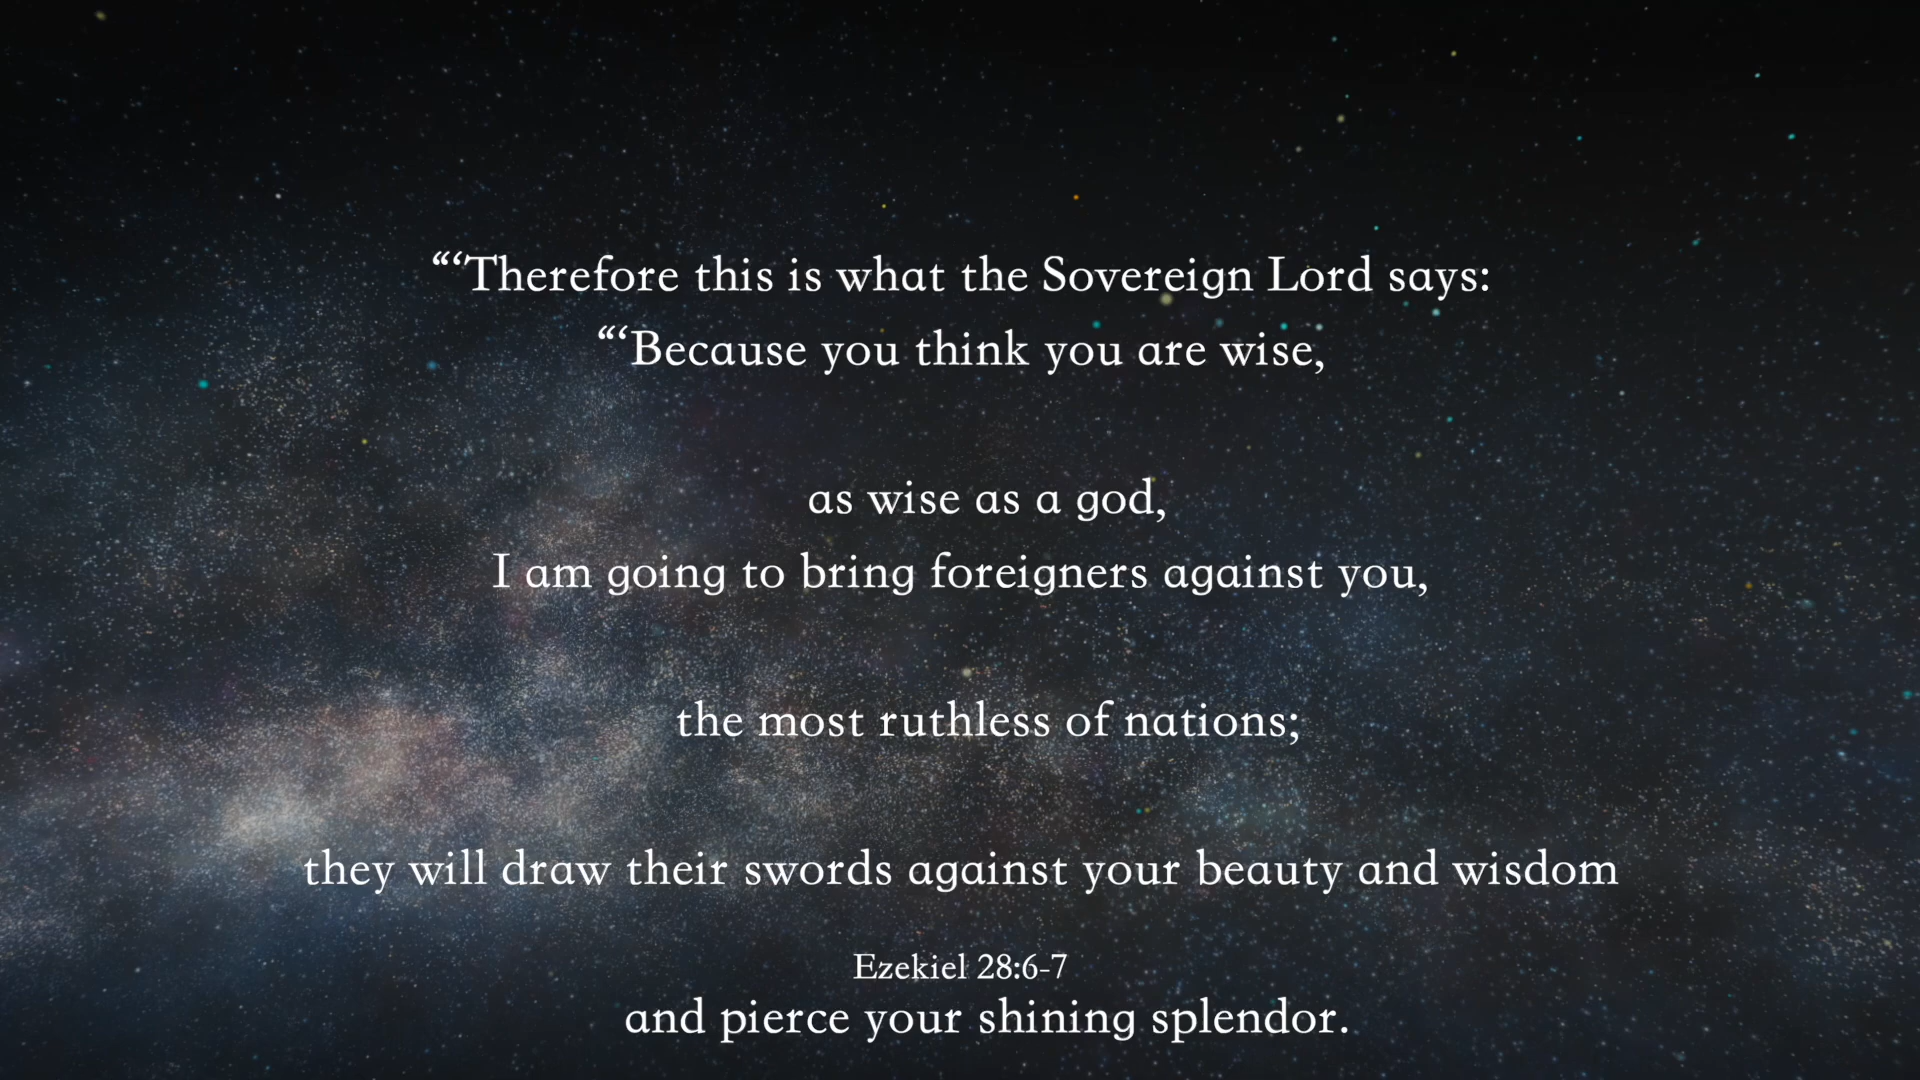 “‘Therefore this is what the Sovereign Lord says:
“‘Because you think you are wise,
as wise as a god,
I am going to bring foreigners against you,
the most ruthless of nations;
they will draw their swords against your beauty and wisdom
Ezekiel 28:6-7
and pierce your shining splendor.